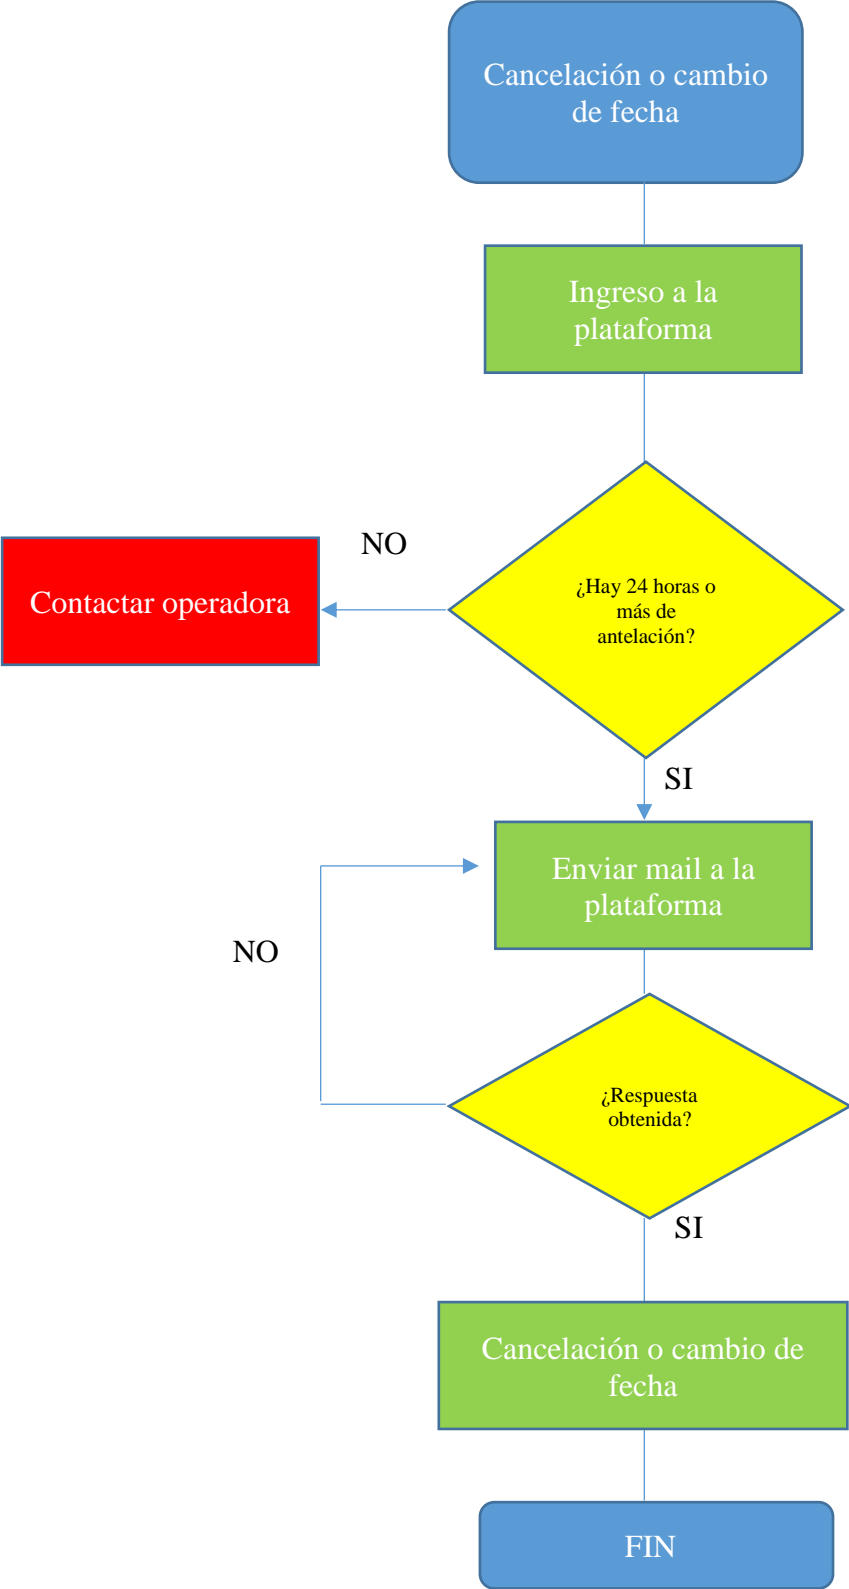 Cancelación o cambio
de fecha
Ingreso a la
plataforma
NO
Contactar operadora
¿Hay 24 horas o
más de
antelación?
SI
Enviar mail a la
plataforma
NO
¿Respuesta
obtenida?
SI
Cancelación o cambio de
fecha
FIN